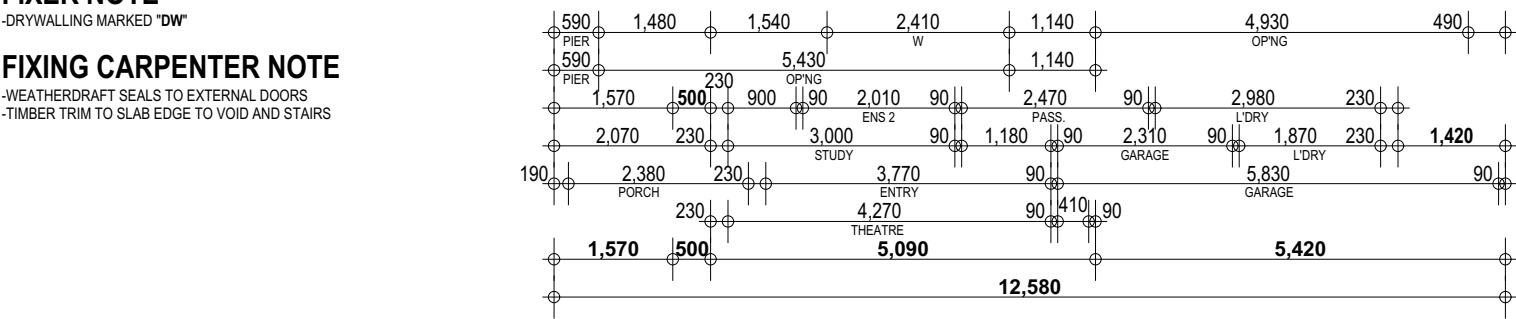 FIXER NOTE
-DRYWALLING MARKED "DW"
FIXING CARPENTER NOTE
-WEATHERDRAFT SEALS TO EXTERNAL DOORS
-TIMBER TRIM TO SLAB EDGE TO VOID AND STAIRS
590 1,480 1,540 2,410 1,140 4,930 490
PIER W OP'NG
590 5,430 1,140
PIER OP'NG
230
1,570 500 900 90 2,010 90 2,470 90 2,980 230
ENS 2 PASS. L'DRY
2,070 230 3,000 90 1,180 90 2,310 90 1,870 230 1,420
STUDY GARAGE L'DRY
190 2,380 230 3,770 90 5,830 90
PORCH ENTRY GARAGE
230 4,270 90 410 90
THEATRE
1,570 500 5,090 5,420
12,580